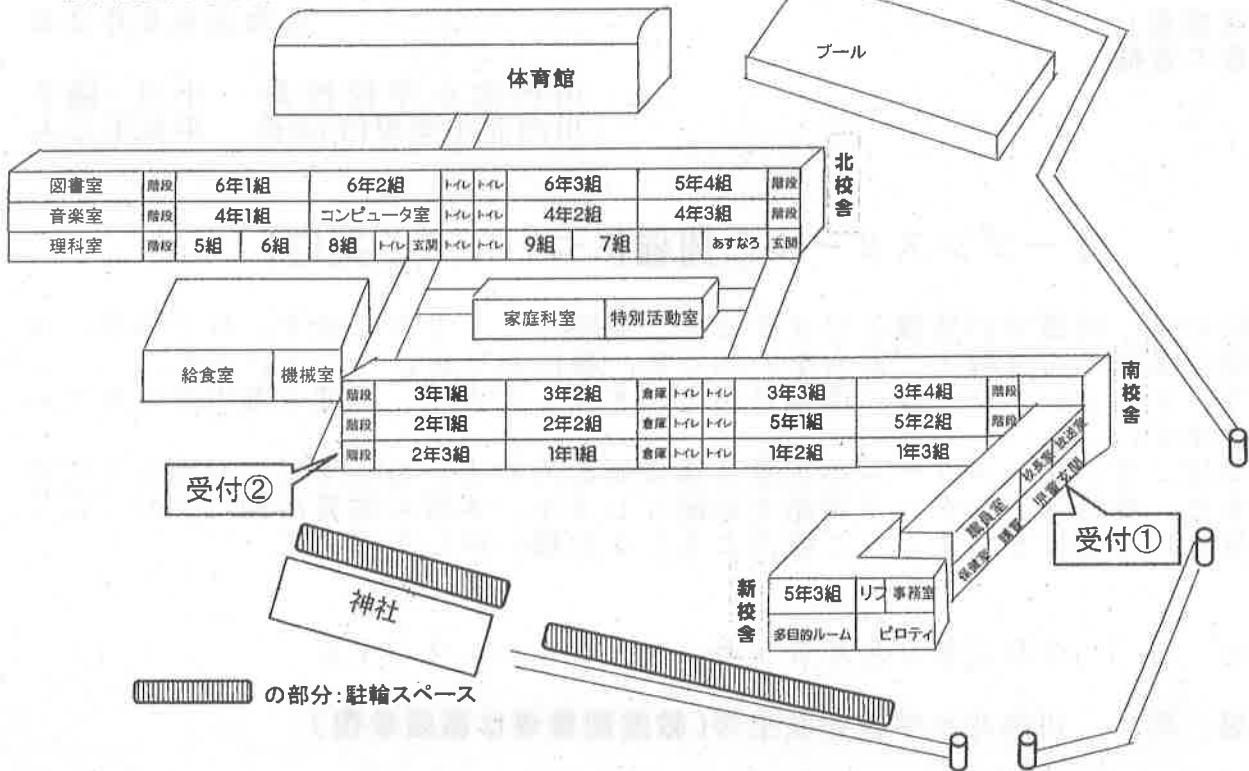 プール
体育館
北校舎
図書室 階段 6年1組 6年2組 トイレ トイレ 6年3組 5年4組 階段
音楽室 階段 4年1組 コンピュータ室 トイレ トイレ 4年2組 4年3組 階段
理科室 階段 5組 6組 8組 トイレ 玄関 トイレ トイレ 9組 7組 あすなろ 玄関
家庭科室 特別活動室
給食室 機械室
南校舎
階段 3年1組 3年2組 倉庫 トイレ トイレ 3年3組 3年4組 階段
階段 2年1組 2年2組 倉庫 トイレ トイレ 5年1組 5年2組 階段
階段 2年3組 1年1組 倉庫 トイレ トイレ 1年2組 1年3組
職員室 校長室 放送室
保健室 児童玄関
受付②
受付①
新校舎
5年3組 リフ 事務室
多目的ルーム ピロティ
神社
の部分:駐輪スペース